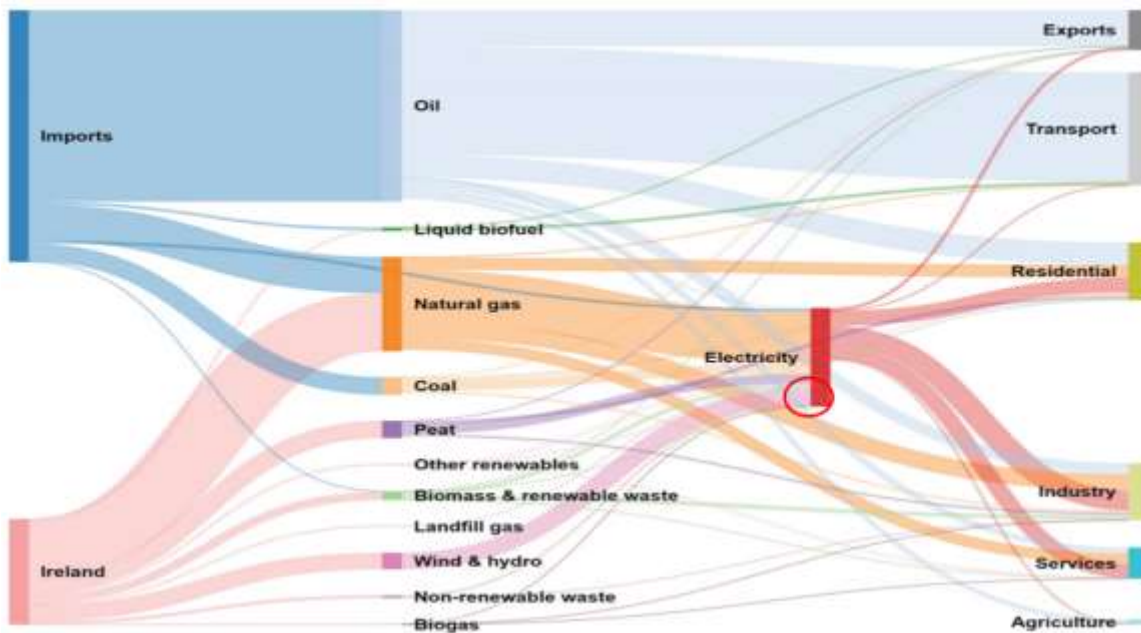 Imports
Ireland
Oil
Liquid biofuel
Natural gas
Coal
Peat
Other renewables
Biomass & renewable waste
Landfill gas
Wind & hydro
Non-renewable waste
Biogas
Electricity
Exports
Transport
Residential
Industry
Services
Agriculture